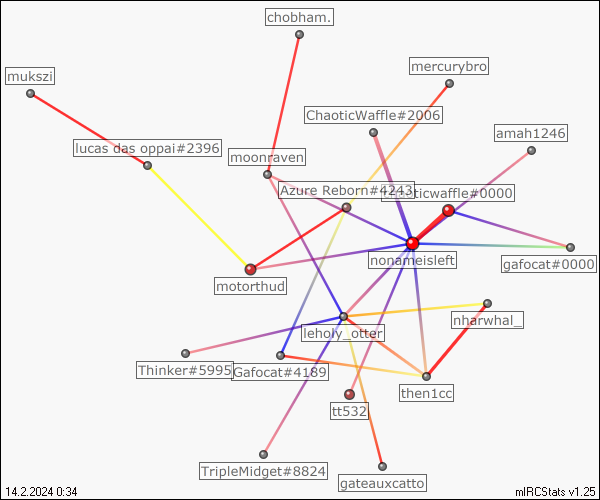 chobham.
mukszi
mercurybro
ChaoticWaffle#2006
amah1246
lucas das oppai#2396
moonraven
Azure Reborn#4243
aoticwaffle#0000
nonameisleft
gafocat#0000
motorthud
nharwhal_
leholy_otter
Thinker#5995
Gafocat#4189
then1cc
tt532
TripleMidget#8824
gateauxcatto
14.2.2024 0:34
mIRCStats v1.25